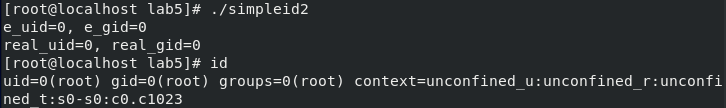 [root@localhost lab5]# ./simpleid2
e_uid=0, e_gid=0
real_uid=0, real_gid=0
[root@localhost lab5]# id
uid=0(root) gid=0(root) groups=0(root) context=unconfined_u:unconfined_r:unconfi
ned_t:s0-s0:c0.c1023